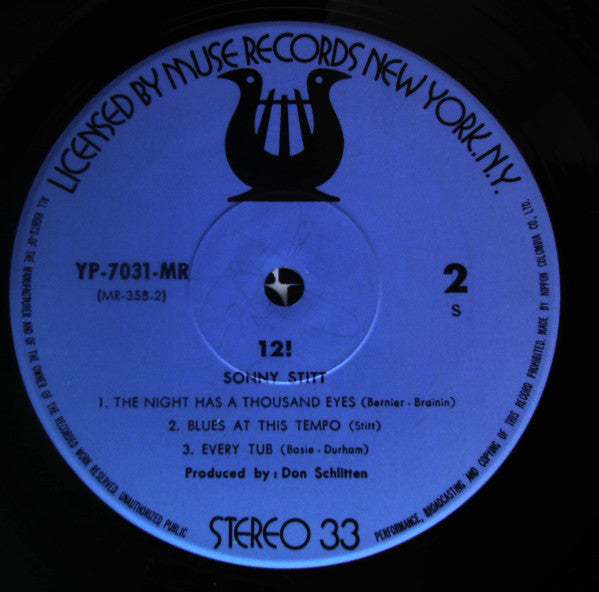 LICENSED BY MUSE RECORDS NEW YORK, N.Y.
YP-7031-MR
(MR-358-2)
2
S
12!
SONNY STITT
1. THE NIGHT HAS A THOUSAND EYES (Bernier - Brainin)
2. BLUES AT THIS TEMPO (Stitt)
3. EVERY TUB (Basie - Durham)
Produced by: Don Schlitten
STEREO 33
ALL RIGHTS OF THE MANUFACTURER AND OF THE OWNER OF THE RECORDED WORK RESERVED UNAUTHORIZED PUBLIC
PERFORMANCE, BROADCASTING AND COPYING OF THIS RECORD PROHIBITED. MADE BY NIPPON COLUMBIA CO., LTD.